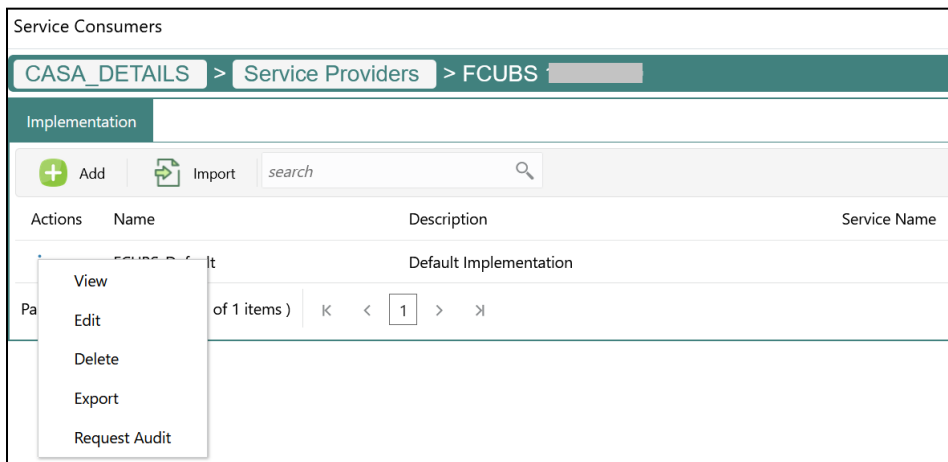 Service Consumers
CASA_DETAILS > Service Providers > FCUBS
Implementation
Add Import search
Actions Name Description Service Name
Default Implementation
View
of 1 items ) K < 1 > >|
Edit
Delete
Export
Request Audit